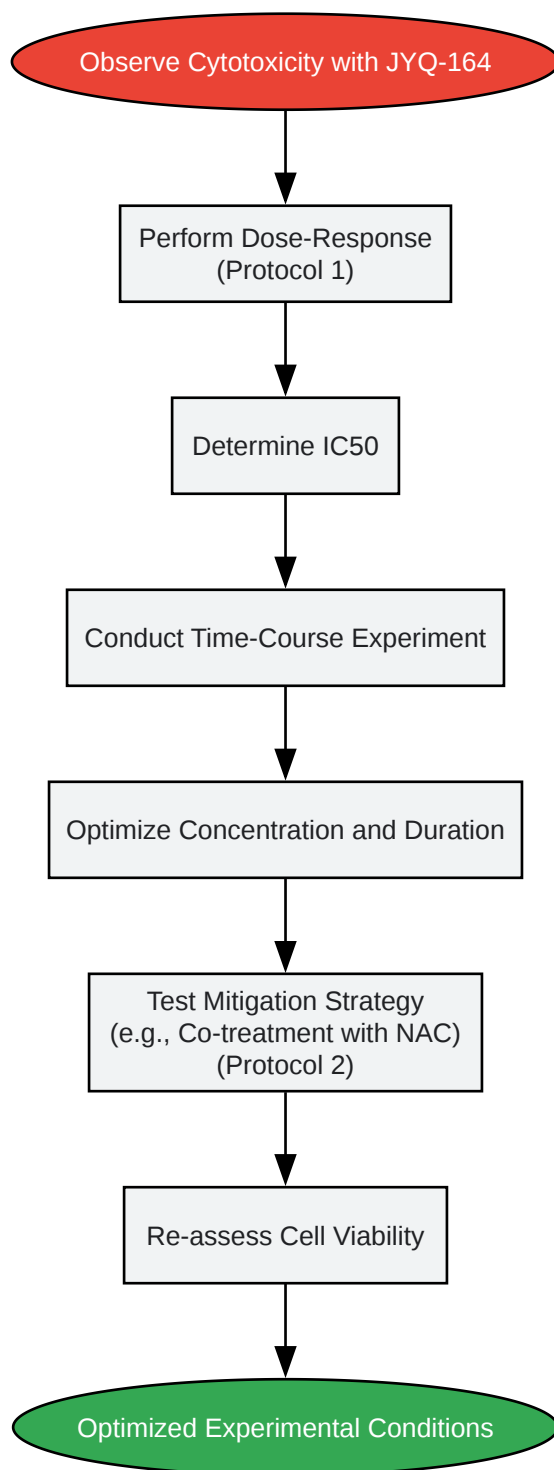 Observe Cytotoxicity with JYQ-164
Perform Dose-Response
(Protocol 1)
Determine IC50
Conduct Time-Course Experiment
Optimize Concentration and Duration
Test Mitigation Strategy
(e.g., Co-treatment with NAC)
(Protocol 2)
Re-assess Cell Viability
Optimized Experimental Conditions